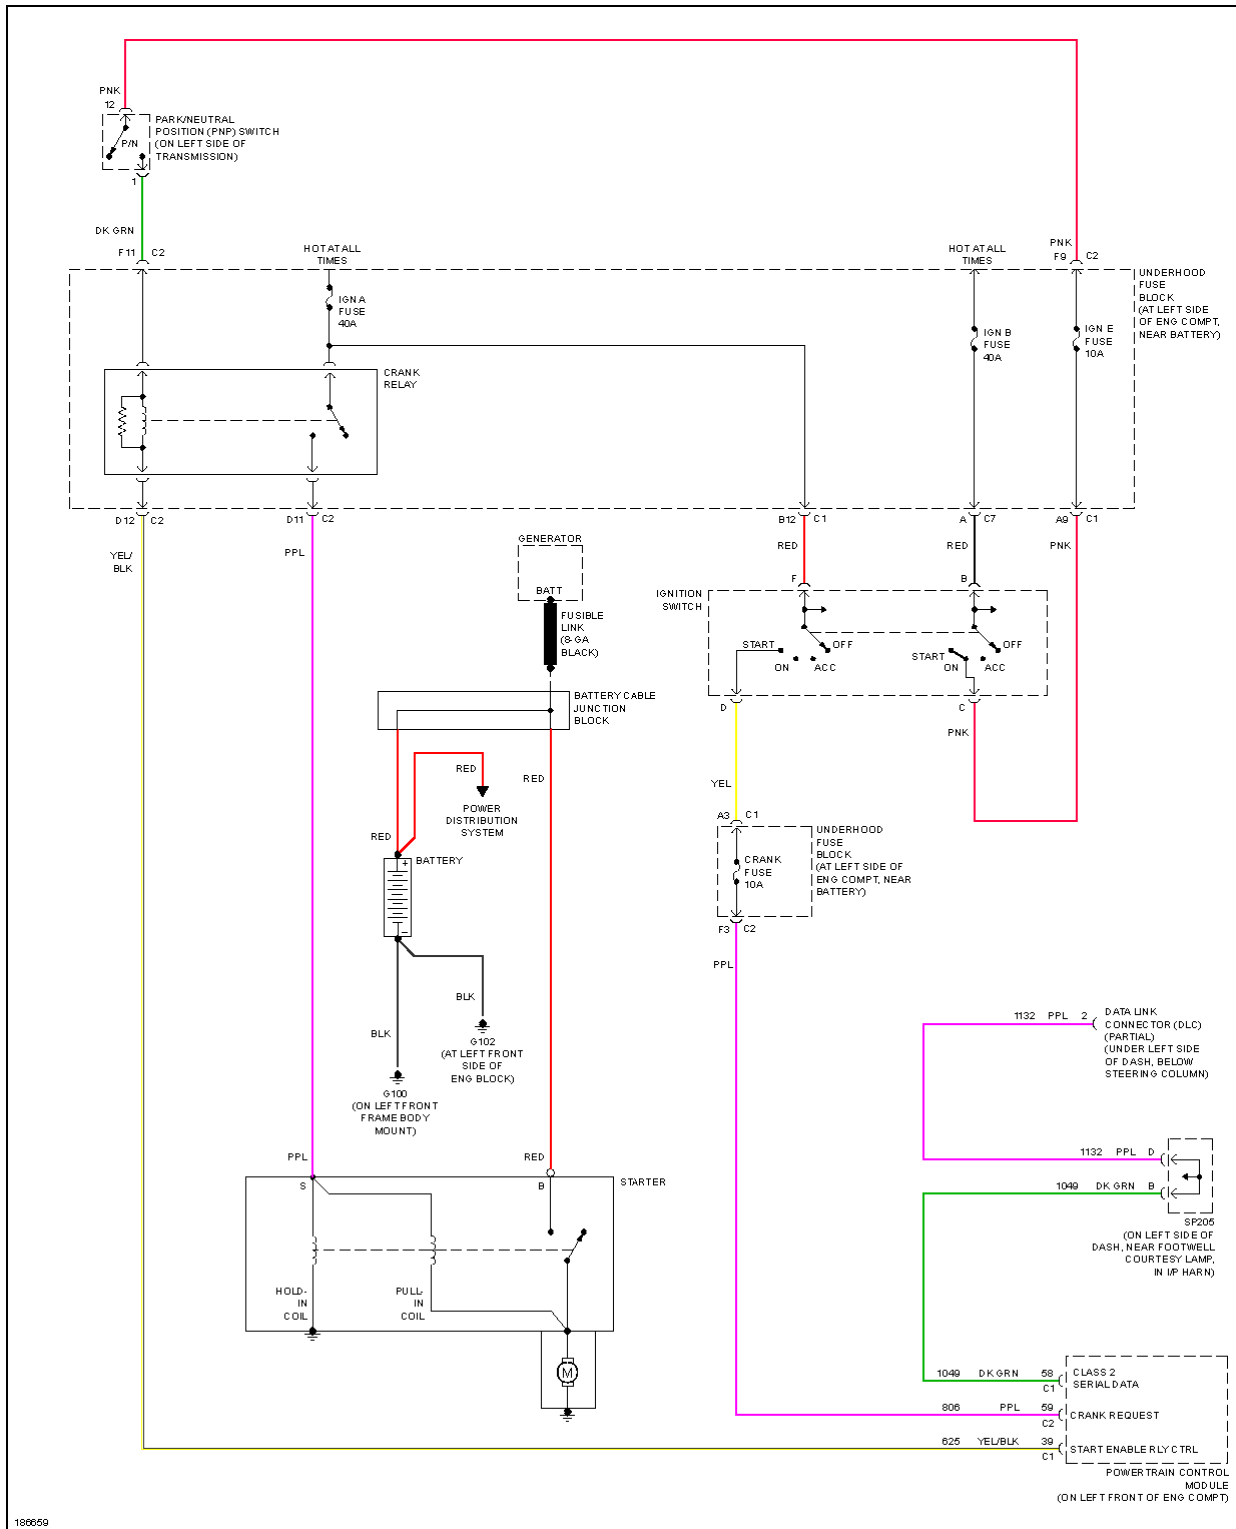 PNK
12
PARK/NEUTRAL
POSITION (PNP) SWITCH
(ON LEFT SIDE OF
TRANSMISSION)
P/N
1
DK GRN
F11 C2
HOT AT ALL
TIMES
HOT AT ALL
TIMES
PNK
F9 C2
UNDERHOOD
FUSE
BLOCK
(AT LEFT SIDE
OF ENG COMPT,
NEAR BATTERY)
IGN A
FUSE
40A
IGN B
FUSE
40A
IGN E
FUSE
10A
CRANK
RELAY
D12 C2
D11 C2
B12 C1
A C7
A9 C1
YEL/
BLK
PPL
RED
RED
PNK
GENERATOR
BATT
FUSIBLE
LINK
(8-GA
BLACK)
F
B
IGNITION
SWITCH
START
OFF
ON
ACC
START
OFF
ON
ACC
D
C
PNK
BATTERY CABLE
JUNCTION
BLOCK
RED
RED
POWER
DISTRIBUTION
SYSTEM
RED
+
BATTERY
−
YEL
A3 C1
UNDERHOOD
FUSE
BLOCK
(AT LEFT SIDE OF
ENG COMPT, NEAR
BATTERY)
CRANK
FUSE
10A
F3 C2
PPL
BLK
BLK
G102
(AT LEFT FRONT
SIDE OF
ENG BLOCK)
G100
(ON LEFT FRONT
FRAME BODY
MOUNT)
1132 PPL 2
DATA LINK
CONNECTOR (DLC)
(PARTIAL)
(UNDER LEFT SIDE
OF DASH, BELOW
STEERING COLUMN)
PPL
RED
S
B
STARTER
HOLD-
IN
COIL
PULL-
IN
COIL
M
1132 PPL D
1049 DK GRN B
SP205
(ON LEFT SIDE OF
DASH, NEAR FOOTWELL
COURTESY LAMP,
IN I/P HARN)
1049 DK GRN 58
C1
CLASS 2
SERIAL DATA
806 PPL 59
C2
CRANK REQUEST
625 YEL/BLK 39
C1
START ENABLE RLY CTRL
POWERTRAIN CONTROL
MODULE
(ON LEFT FRONT OF ENG COMPT)
186659